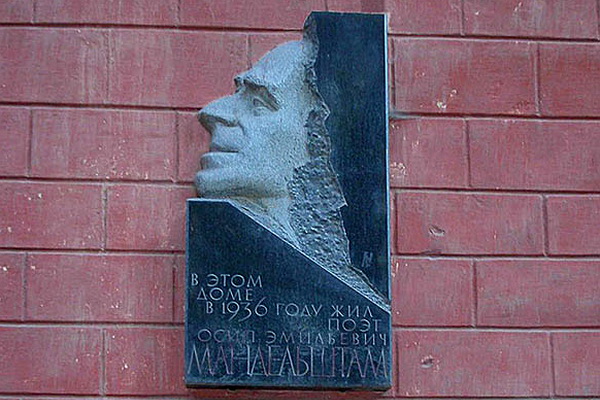 В ЭТОМ
ДОМЕ
В 1936 ГОДУ ЖИЛ
ПОЭТ
ОСИП ЭМИЛЬЕВИЧ
МАНДЕЛЬШТАМ